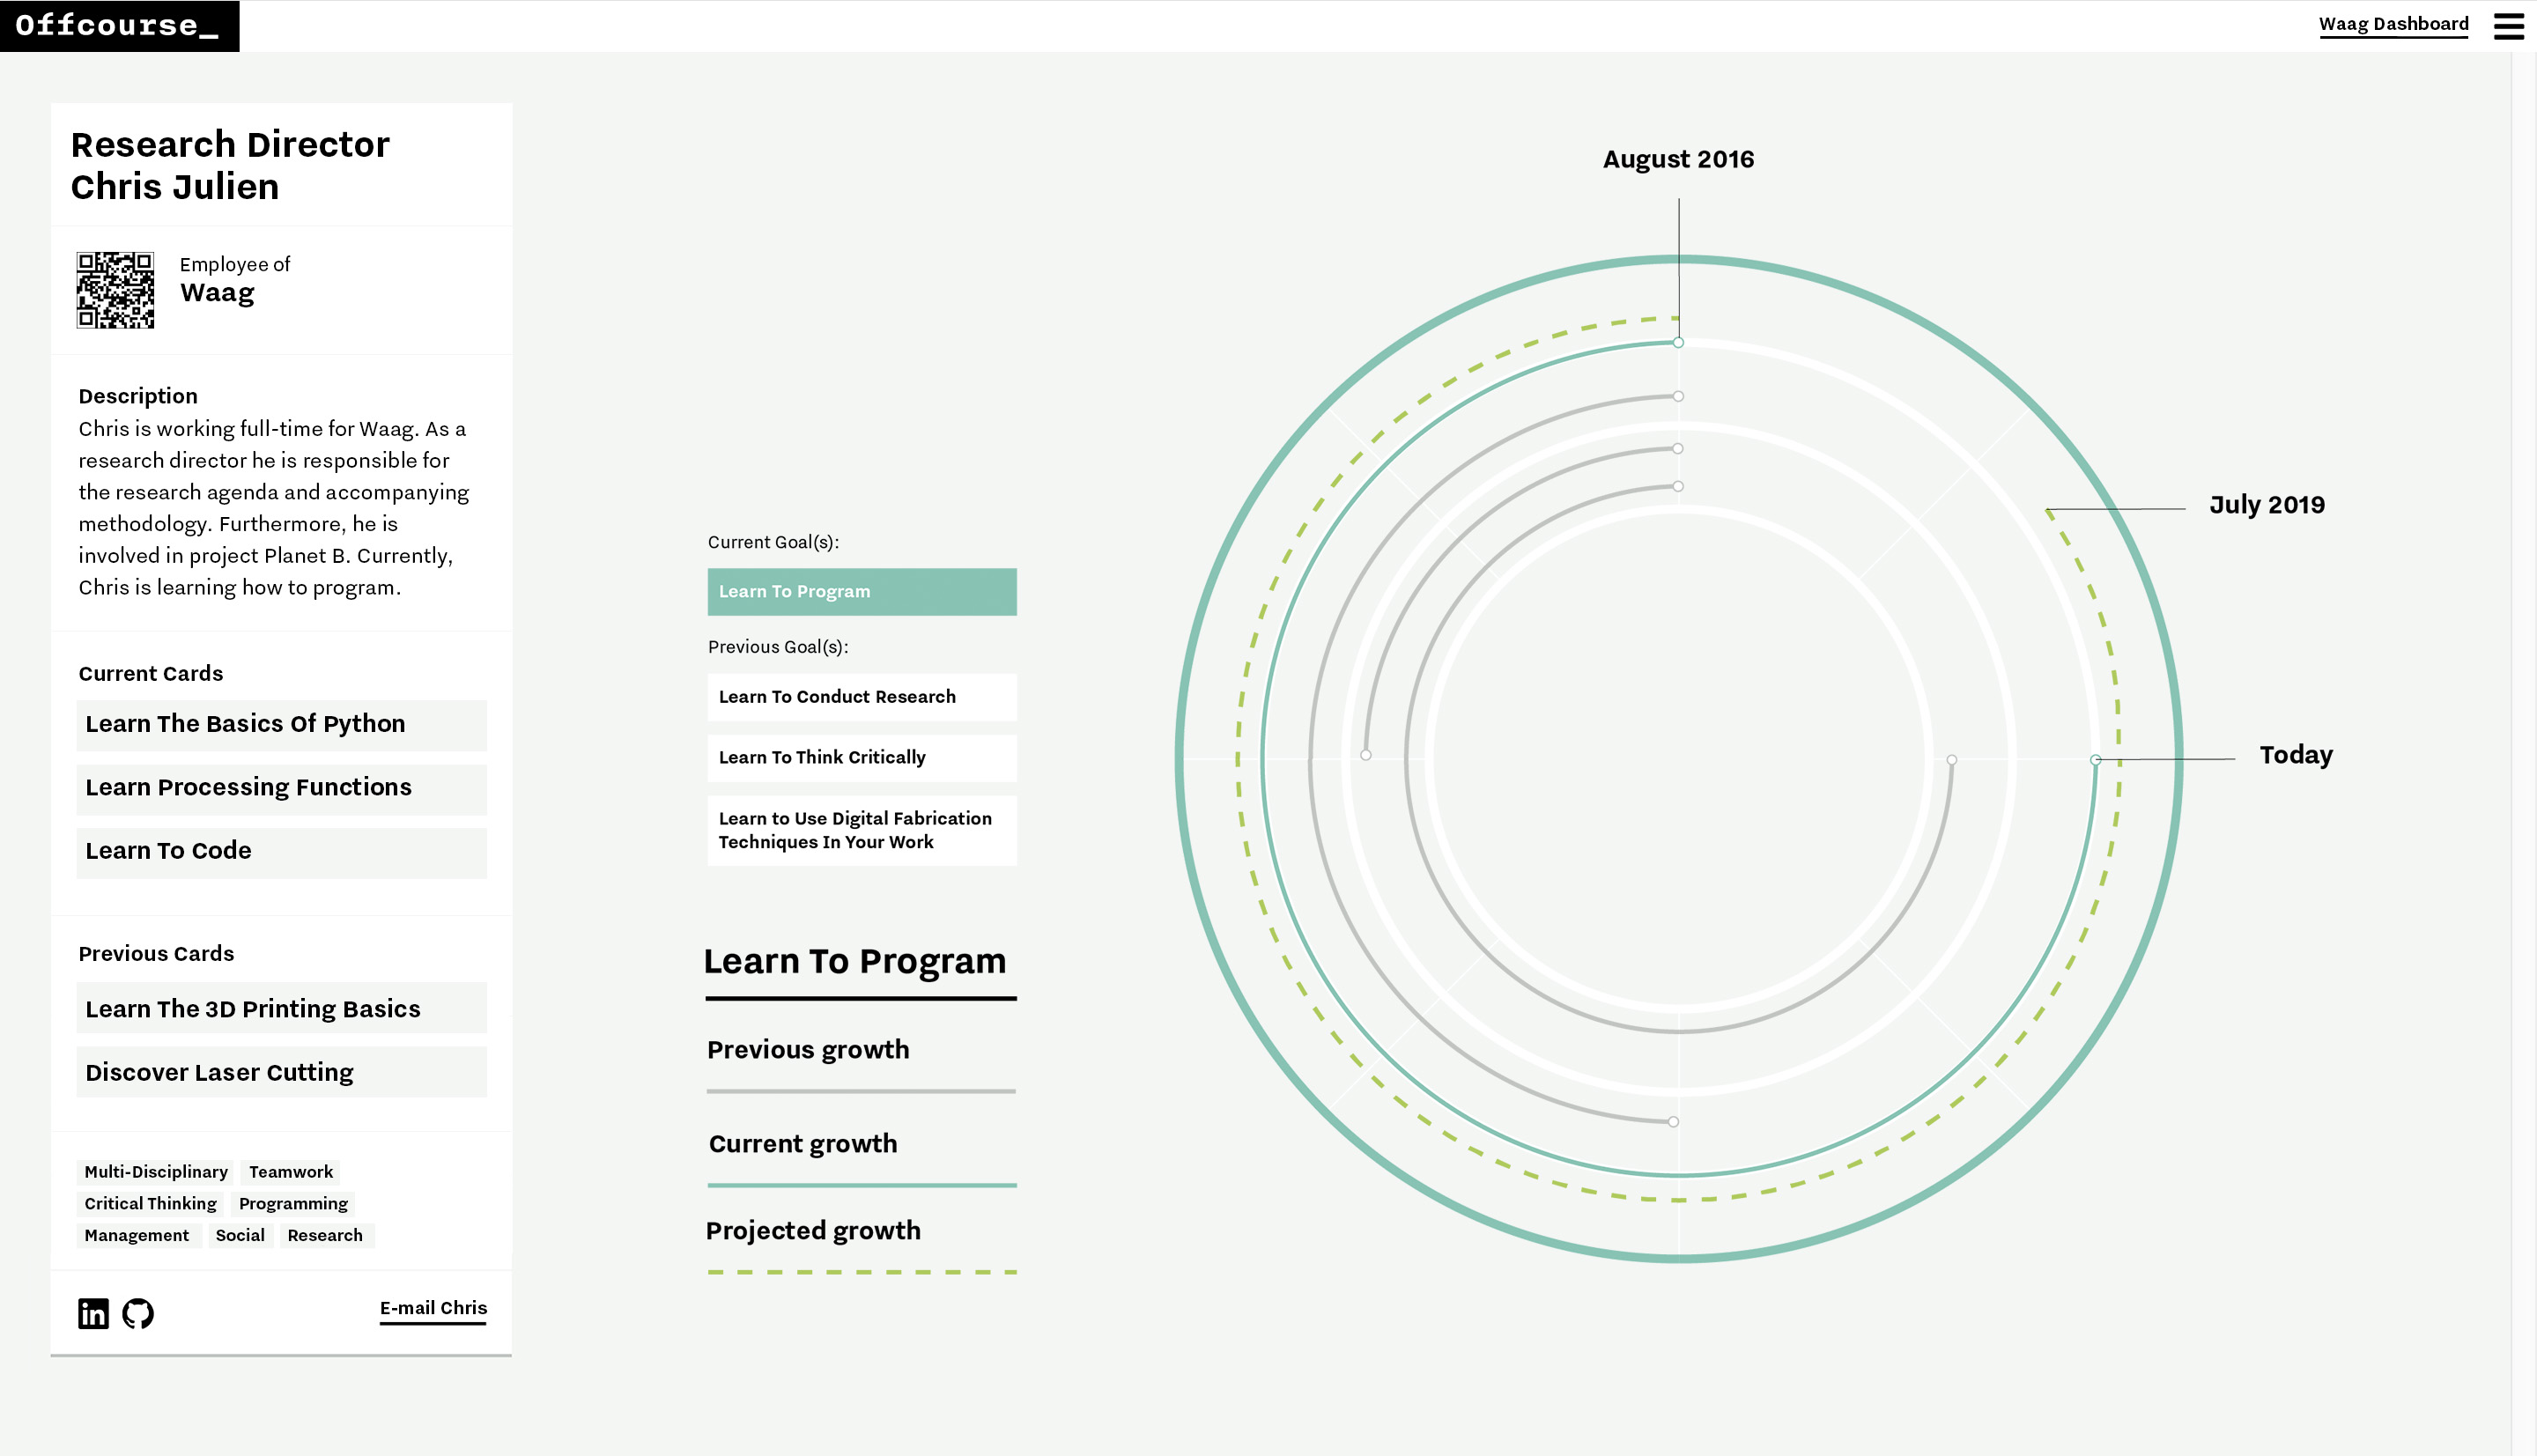 Offcourse_
Waag Dashboard
Research Director
Chris Julien
Employee of
Waag
Description
Chris is working full-time for Waag. As a
research director he is responsible for
the research agenda and accompanying
methodology. Furthermore, he is
involved in project Planet B. Currently,
Chris is learning how to program.
Current Cards
Learn The Basics Of Python
Learn Processing Functions
Learn To Code
Previous Cards
Learn The 3D Printing Basics
Discover Laser Cutting
Multi-Disciplinary Teamwork
Critical Thinking Programming
Management Social Research
in
E-mail Chris
Current Goal(s):
Learn To Program
Previous Goal(s):
Learn To Conduct Research
Learn To Think Critically
Learn to Use Digital Fabrication
Techniques In Your Work
Learn To Program
Previous growth
Current growth
Projected growth
August 2016
July 2019
Today